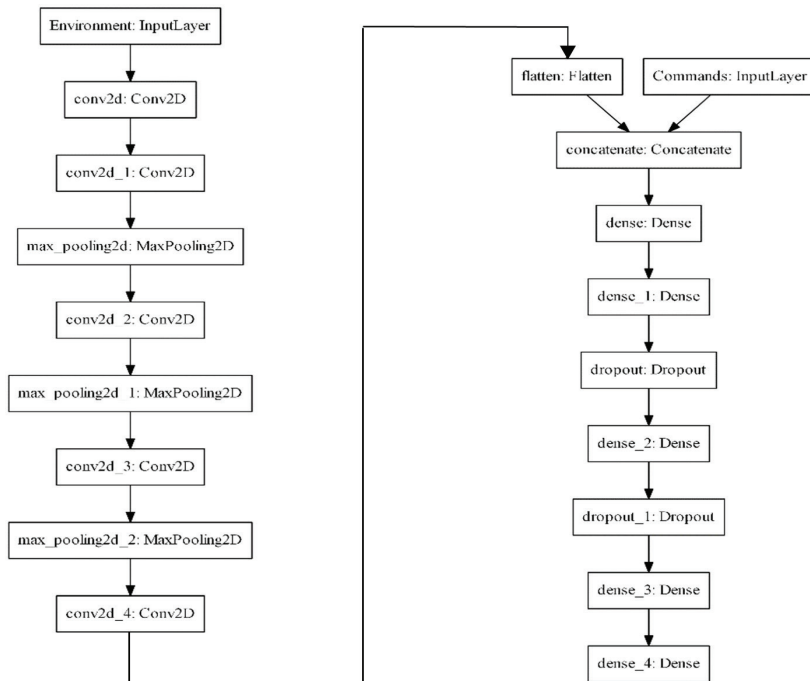 Environment: InputLayer
conv2d: Conv2D
conv2d_1: Conv2D
max_pooling2d: MaxPooling2D
conv2d_2: Conv2D
max_pooling2d_1: MaxPooling2D
conv2d_3: Conv2D
max_pooling2d_2: MaxPooling2D
conv2d_4: Conv2D
flatten: Flatten
Commands: InputLayer
concatenate: Concatenate
dense: Dense
dense_1: Dense
dropout: Dropout
dense_2: Dense
dropout_1: Dropout
dense_3: Dense
dense_4: Dense